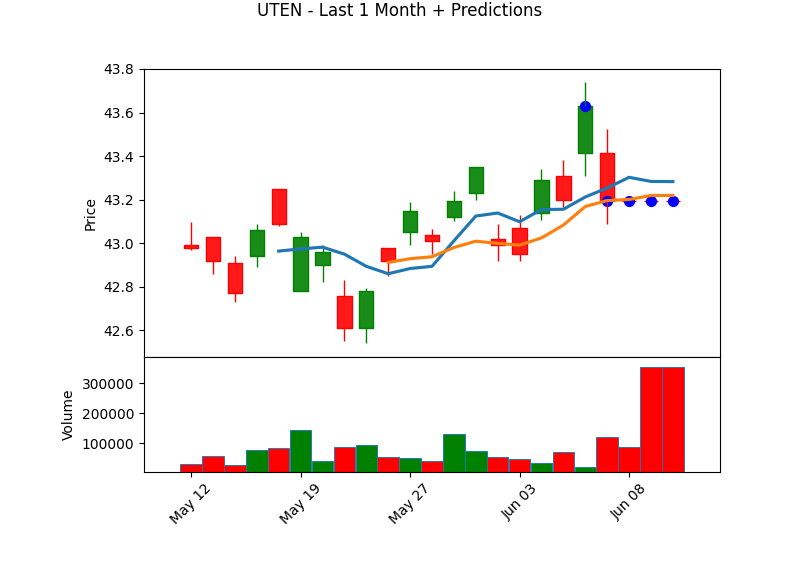 UTEN - Last 1 Month + Predictions
43.8
43.6
43.4
43.2
43.0
42.8
42.6
Price
300000
200000
100000
Volume
May 12
May 19
May 27
Jun 03
Jun 08